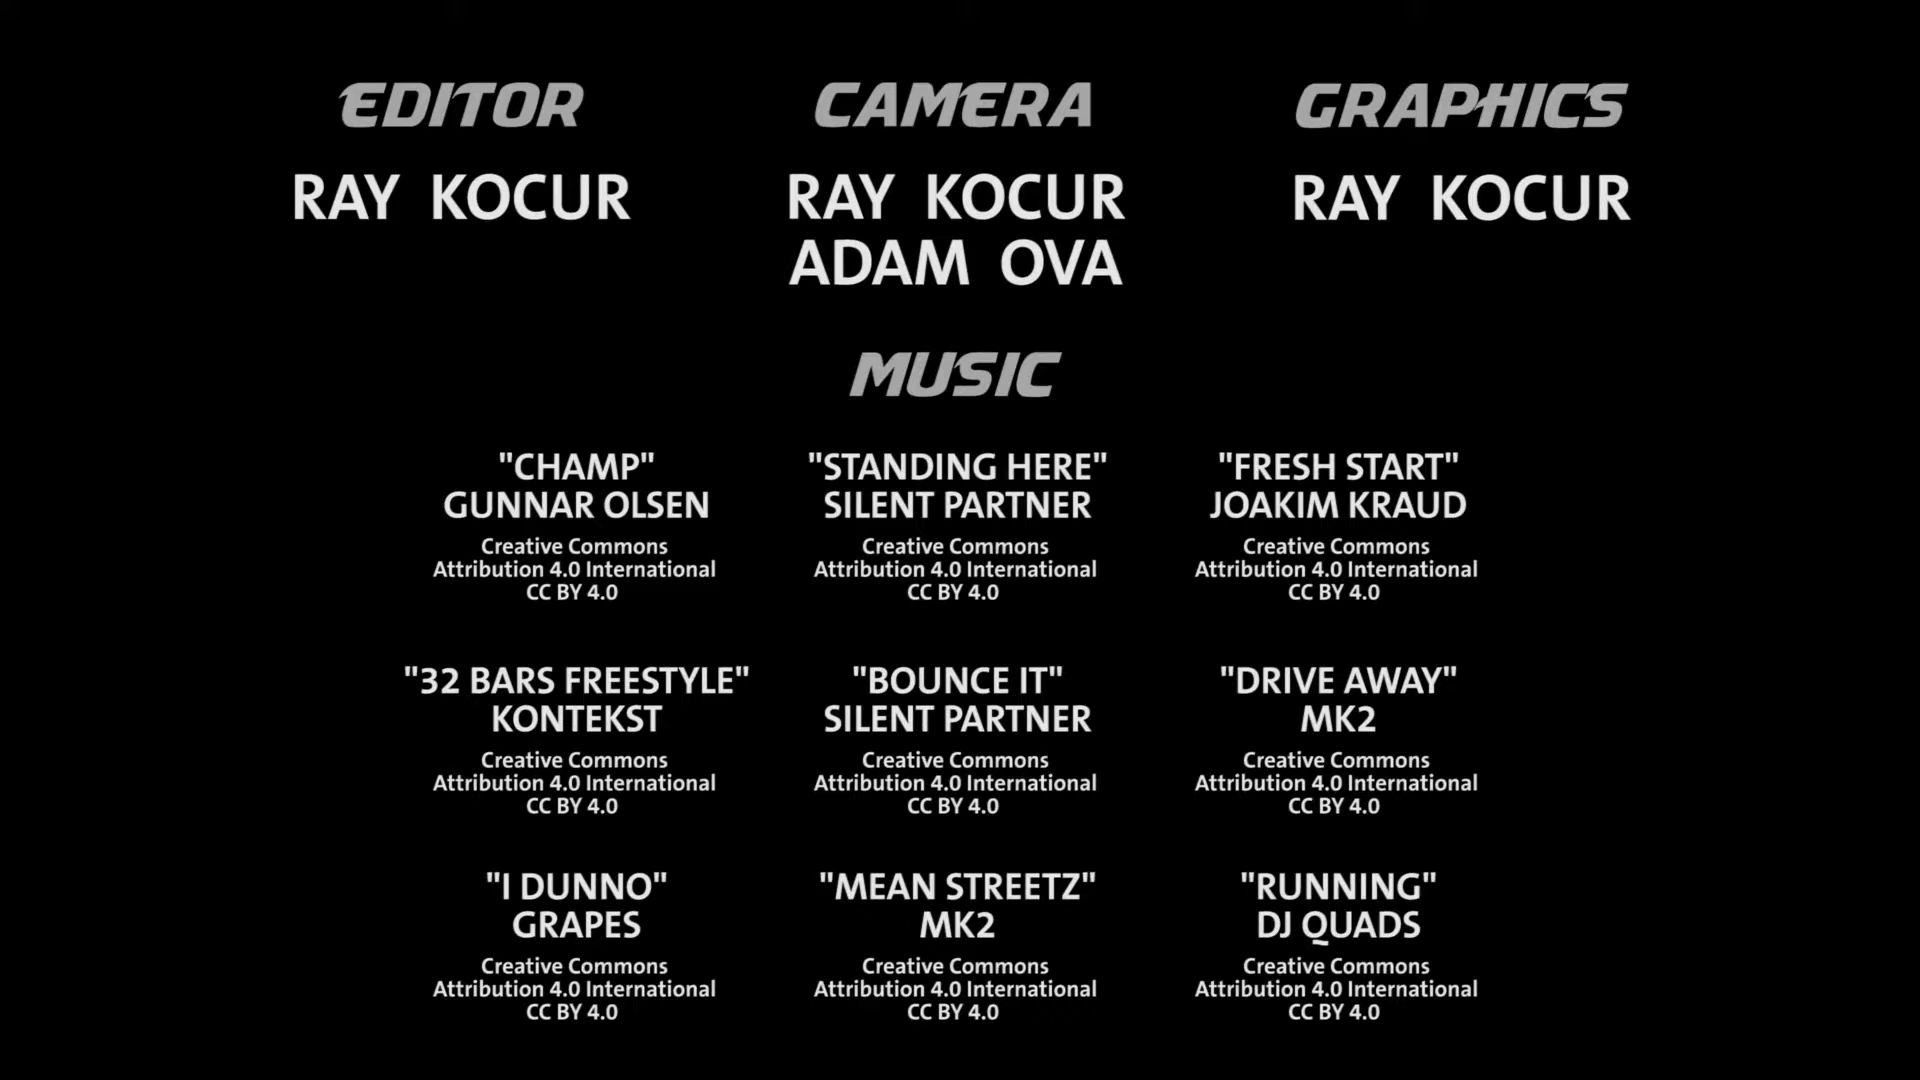 EDITOR
RAY KOCUR
CAMERA
RAY KOCUR
ADAM OVA
GRAPHICS
RAY KOCUR
MUSIC
"CHAMP"
GUNNAR OLSEN
Creative Commons
Attribution 4.0 International
CC BY 4.0
"STANDING HERE"
SILENT PARTNER
Creative Commons
Attribution 4.0 International
CC BY 4.0
"FRESH START"
JOAKIM KRAUD
Creative Commons
Attribution 4.0 International
CC BY 4.0
"32 BARS FREESTYLE"
KONTEKST
Creative Commons
Attribution 4.0 International
CC BY 4.0
"BOUNCE IT"
SILENT PARTNER
Creative Commons
Attribution 4.0 International
CC BY 4.0
"DRIVE AWAY"
MK2
Creative Commons
Attribution 4.0 International
CC BY 4.0
"I DUNNO"
GRAPES
Creative Commons
Attribution 4.0 International
CC BY 4.0
"MEAN STREETZ"
MK2
Creative Commons
Attribution 4.0 International
CC BY 4.0
"RUNNING"
DJ QUADS
Creative Commons
Attribution 4.0 International
CC BY 4.0